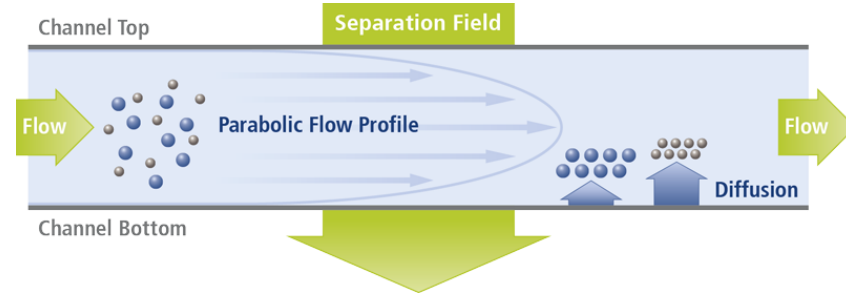 Channel Top
Separation Field
Flow
Parabolic Flow Profile
Flow
Diffusion
Channel Bottom